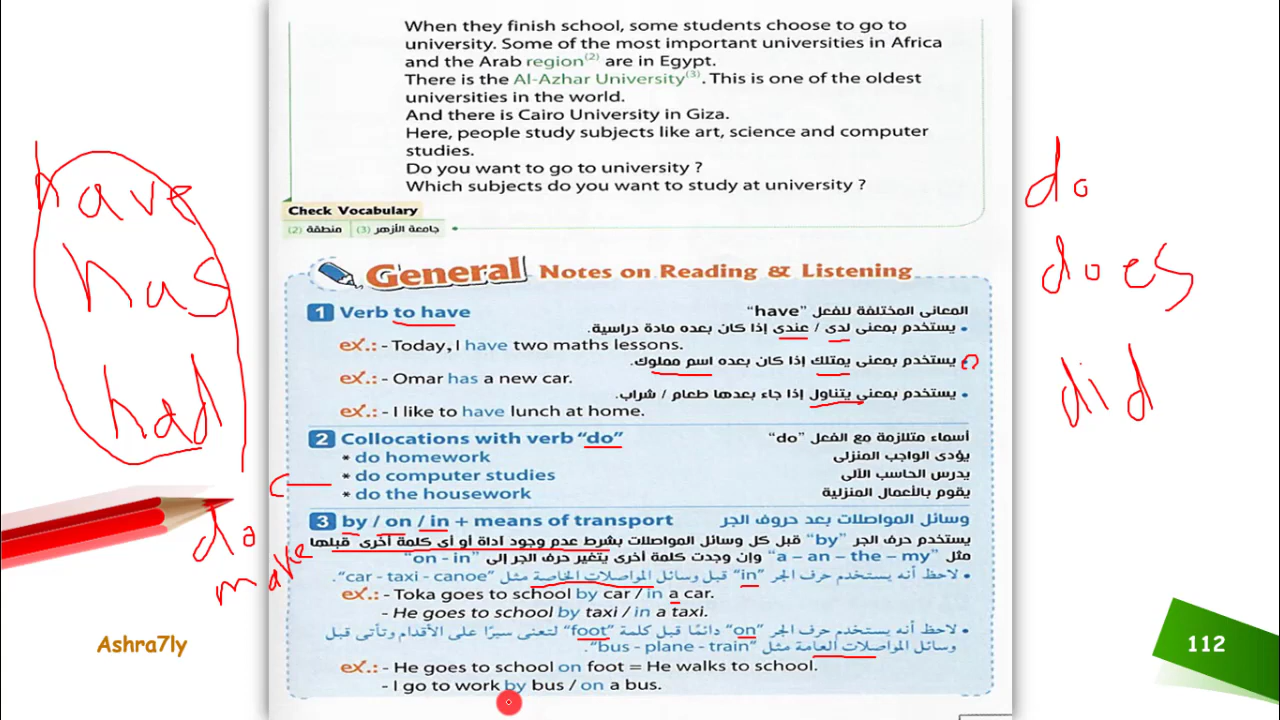 When they finish school, some students choose to go to
university. Some of the most important universities in Africa
and the Arab region(2) are in Egypt.
There is the Al-Azhar University(3). This is one of the oldest
universities in the world.
And there is Cairo University in Giza.
Here, people study subjects like art, science and computer
studies.
Do you want to go to university ?
Which subjects do you want to study at university ?
Check Vocabulary
(2) منطقة | (3) جامعة الأزهر
General Notes on Reading & Listening
1 Verb to have
المعانى المختلفة للفعل "have"
• يستخدم بمعنى لدى / عندى إذا كان بعده مادة دراسية.
ex.: - Today, I have two maths lessons.
• يستخدم بمعنى يمتلك إذا كان بعده اسم مملوك.
ex.: - Omar has a new car.
• يستخدم بمعنى يتناول إذا جاء بعدها طعام / شراب.
ex.: - I like to have lunch at home.
2 Collocations with verb "do"
أسماء متلازمة مع الفعل "do"
* do homework يؤدى الواجب المنزلى
* do computer studies يدرس الحاسب الآلى
* do the housework يقوم بالأعمال المنزلية
3 by / on / in + means of transport
وسائل المواصلات بعد حروف الجر
يستخدم حرف الجر "by" قبل كل وسائل المواصلات بشرط عدم وجود اداة أو أى كلمة أخرى قبلها
مثل "a – an – the – my" وإن وجدت كلمة أخرى يتغير حرف الجر إلى "on - in"
• لاحظ أنه يستخدم حرف الجر "in" قبل وسائل المواصلات الخاصة مثل "car - taxi - canoe".
ex.: - Toka goes to school by car / in a car.
- He goes to school by taxi / in a taxi.
• لاحظ أنه يستخدم حرف الجر "on" دائمًا قبل كلمة "foot" لتعنى سيرًا على الأقدام وتأتى قبل
وسائل المواصلات العامة مثل "bus - plane - train".
ex.: - He goes to school on foot = He walks to school.
- I go to work by bus / on a bus.
have
has
had
do
make
do
does
did
Ashra7ly
112